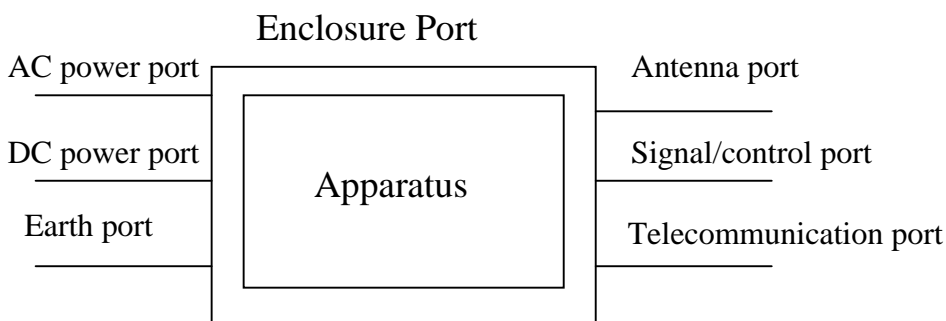 Enclosure Port
AC power port
Antenna port
DC power port
Signal/control port
Apparatus
Earth port
Telecommunication port